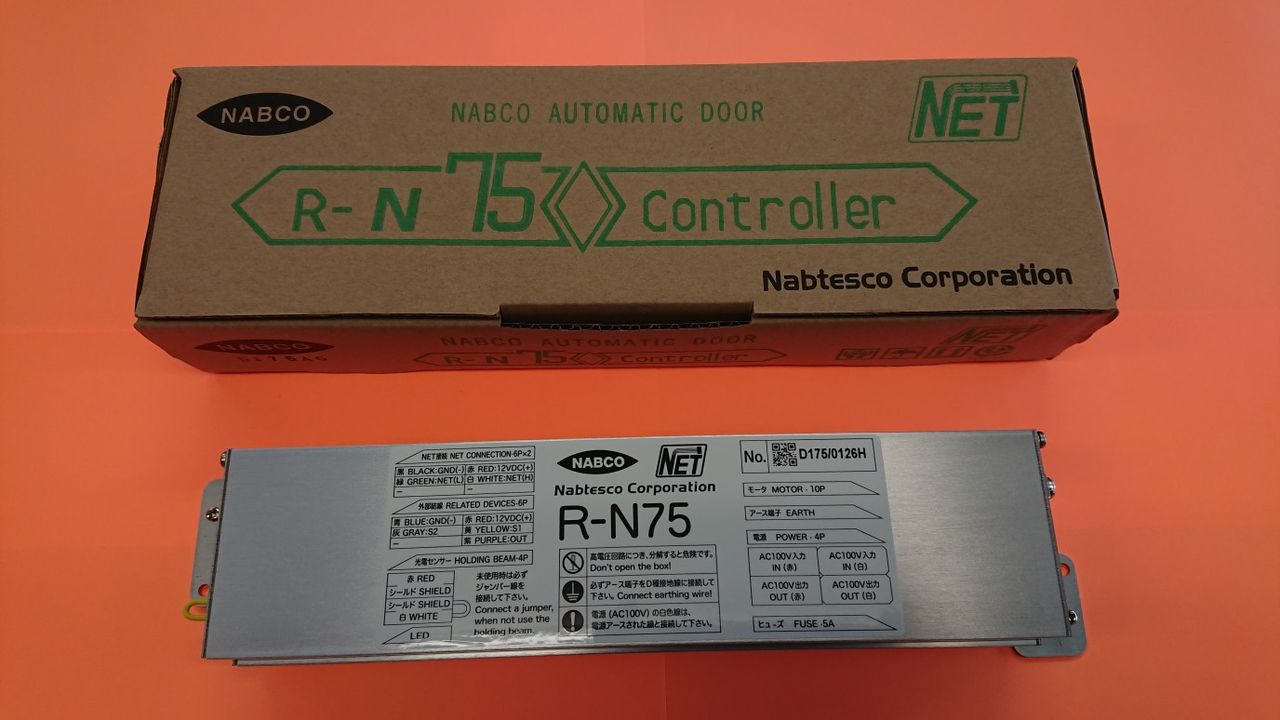 NABCO
NABCO AUTOMATIC DOOR
NET
R-N75
Controller
Nabtesco Corporation
NABCO
NABCO AUTOMATIC DOOR
NET
R-N75
Controller
NET接続 NET CONNECTION·6P×2
黒 BLACK:GND(-) 赤 RED:12VDC(+)
緑 GREEN:NET(L) 白 WHITE:NET(H)
外部結線 RELATED DEVICES·6P
青 BLUE:GND(-) 赤 RED:12VDC(+)
灰 GRAY:S2 黄 YELLOW:S1
紫 PURPLE:OUT
光電センサー HOLDING BEAM·4P
赤 RED
シールド SHIELD
シールド SHIELD
白 WHITE
未使用時は必ず
ジャンパー線を
接続して下さい。
Connect a jumper,
when not use the
holding beam.
LED
NABCO
NET
Nabtesco Corporation
R-N75
高電圧回路につき、分解すると危険です。
Don't open the box!
必ずアース端子をD種接地線に接続して
下さい。Connect earthing wire!
電源 (AC100V) の白色線は、
電源アースされた線と接続して下さい。
No. D175/0126H
モータ MOTOR·10P
アース端子 EARTH
電源 POWER·4P
AC100V入力 IN (赤)
AC100V入力 IN (白)
AC100V出力 OUT (赤)
AC100V出力 OUT (白)
ヒューズ FUSE·5A